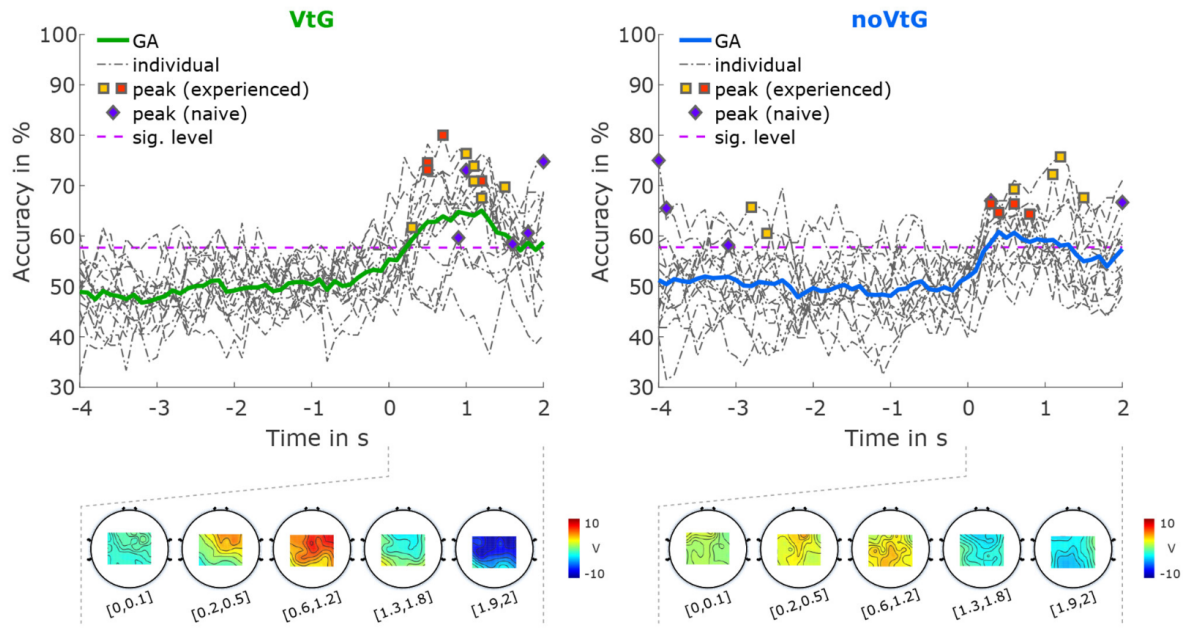 VtG
100
90
80
70
60
50
40
30
Accuracy in %
GA
individual
peak (experienced)
peak (naive)
sig. level
-4
-3
-2
-1
0
1
2
Time in s
[0,0.1]
[0.2,0.5]
[0.6,1.2]
[1.3,1.8]
[1.9,2]
10
V
-10
noVtG
100
90
80
70
60
50
40
30
Accuracy in %
GA
individual
peak (experienced)
peak (naive)
sig. level
-4
-3
-2
-1
0
1
2
Time in s
[0,0.1]
[0.2,0.5]
[0.6,1.2]
[1.3,1.8]
[1.9,2]
10
V
-10